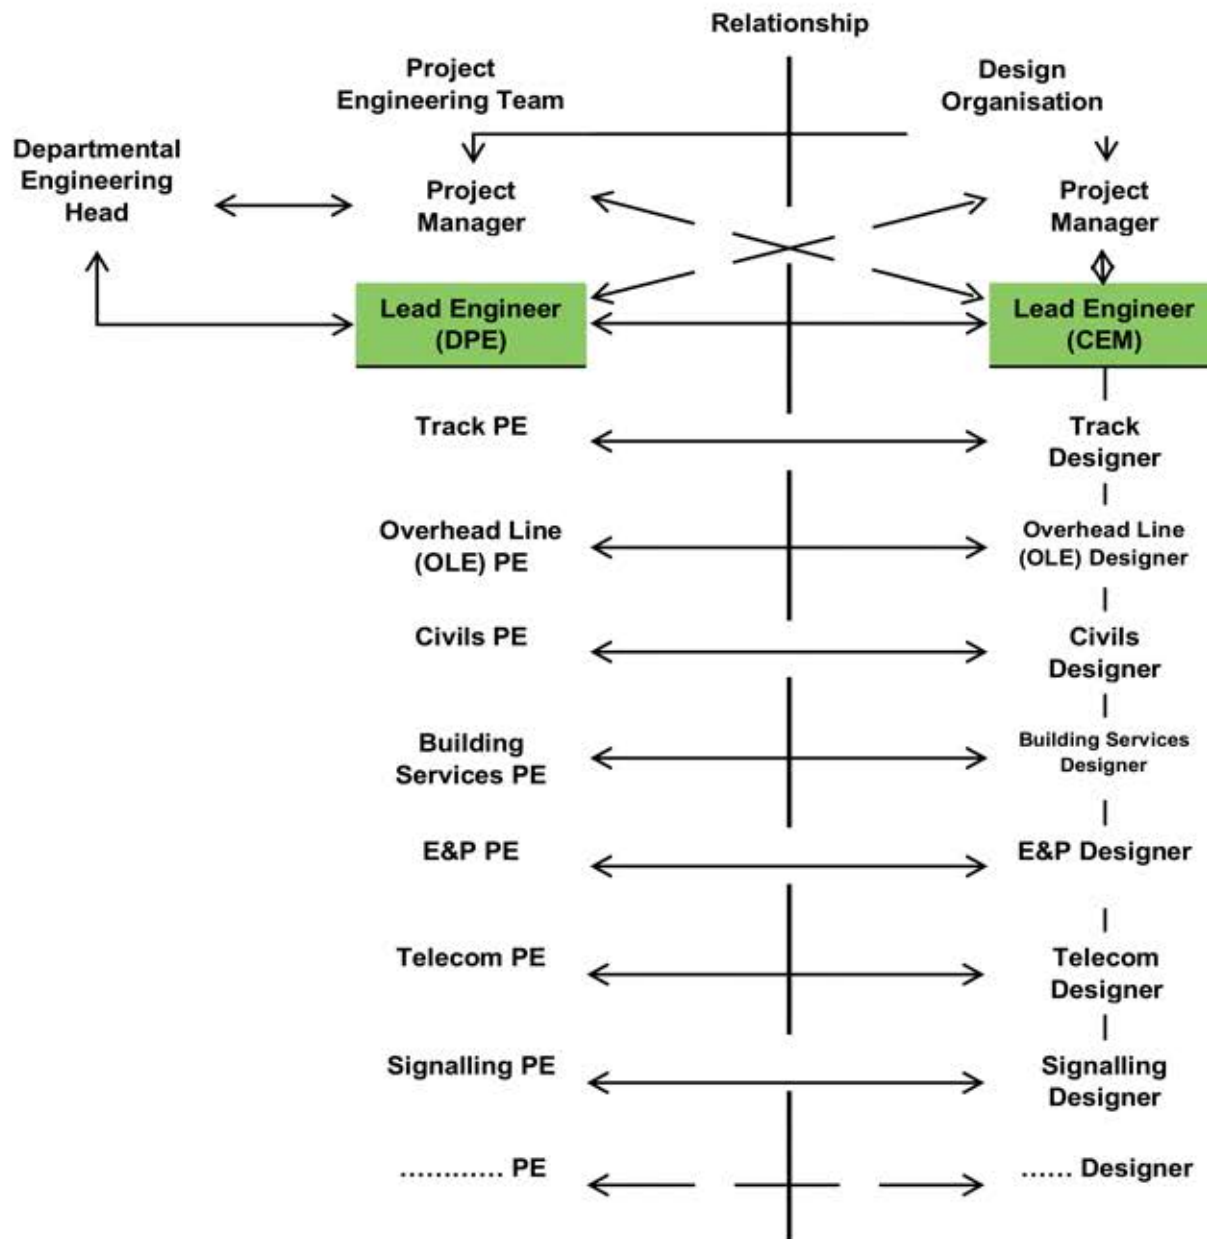 Relationship
Project
Engineering Team
Design
Organisation
Departmental
Engineering
Head
Project
Manager
Project
Manager
Lead Engineer
(DPE)
Lead Engineer
(CEM)
Track PE
Track
Designer
Overhead Line
(OLE) PE
Overhead Line
(OLE) Designer
Civils PE
Civils
Designer
Building
Services PE
Building Services
Designer
E&P PE
E&P Designer
Telecom PE
Telecom
Designer
Signalling PE
Signalling
Designer
............ PE
...... Designer